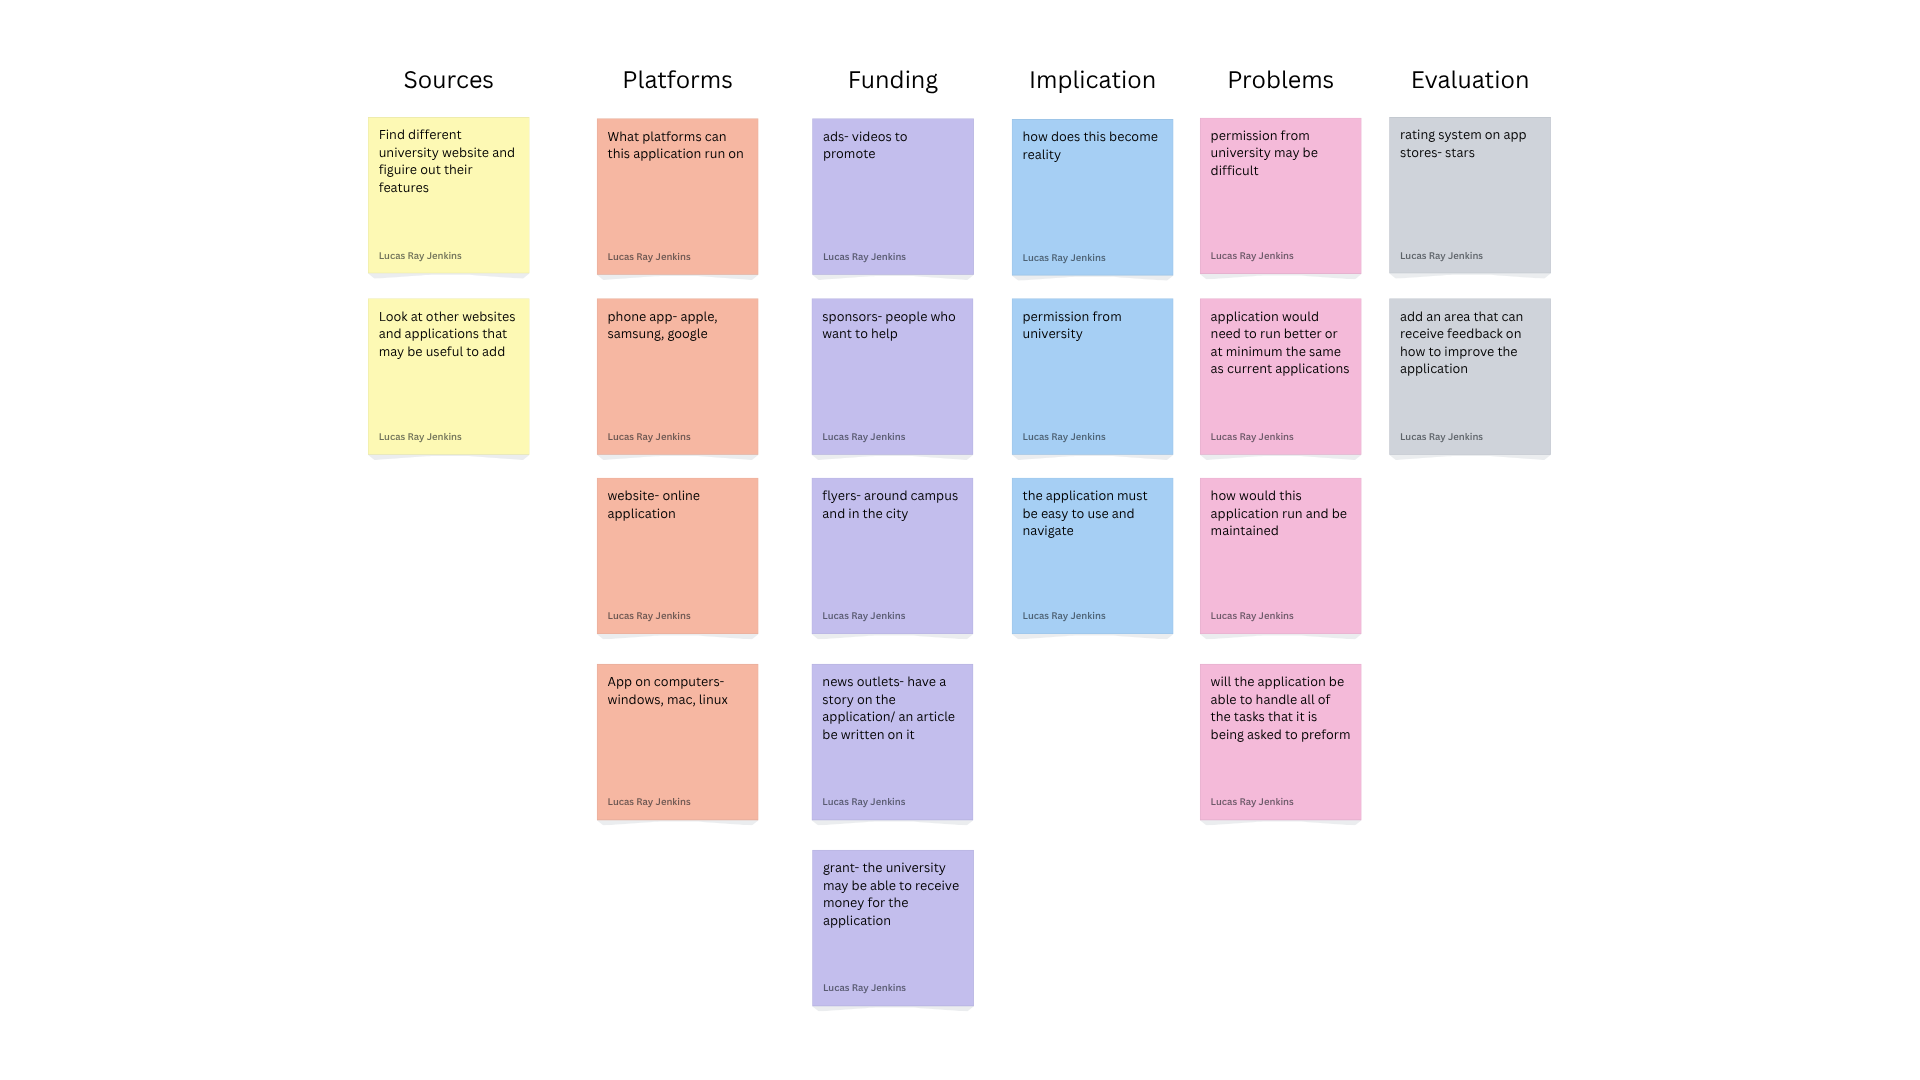 Sources
Find different
university website and
figuire out their
features
Lucas Ray Jenkins
Look at other websites
and applications that
may be useful to add
Lucas Ray Jenkins
Platforms
What platforms can
this application run on
Lucas Ray Jenkins
phone app- apple,
samsung, google
Lucas Ray Jenkins
website- online
application
Lucas Ray Jenkins
App on computers-
windows, mac, linux
Lucas Ray Jenkins
Funding
ads- videos to
promote
Lucas Ray Jenkins
sponsors- people who
want to help
Lucas Ray Jenkins
flyers- around campus
and in the city
Lucas Ray Jenkins
news outlets- have a
story on the
application/ an article
be written on it
Lucas Ray Jenkins
grant- the university
may be able to receive
money for the
application
Lucas Ray Jenkins
Implication
how does this become
reality
Lucas Ray Jenkins
permission from
university
Lucas Ray Jenkins
the application must
be easy to use and
navigate
Lucas Ray Jenkins
Problems
permission from
university may be
difficult
Lucas Ray Jenkins
application would
need to run better or
at minimum the same
as current applications
Lucas Ray Jenkins
how would this
application run and be
maintained
Lucas Ray Jenkins
will the application be
able to handle all of
the tasks that it is
being asked to preform
Lucas Ray Jenkins
Evaluation
rating system on app
stores- stars
Lucas Ray Jenkins
add an area that can
receive feedback on
how to improve the
application
Lucas Ray Jenkins